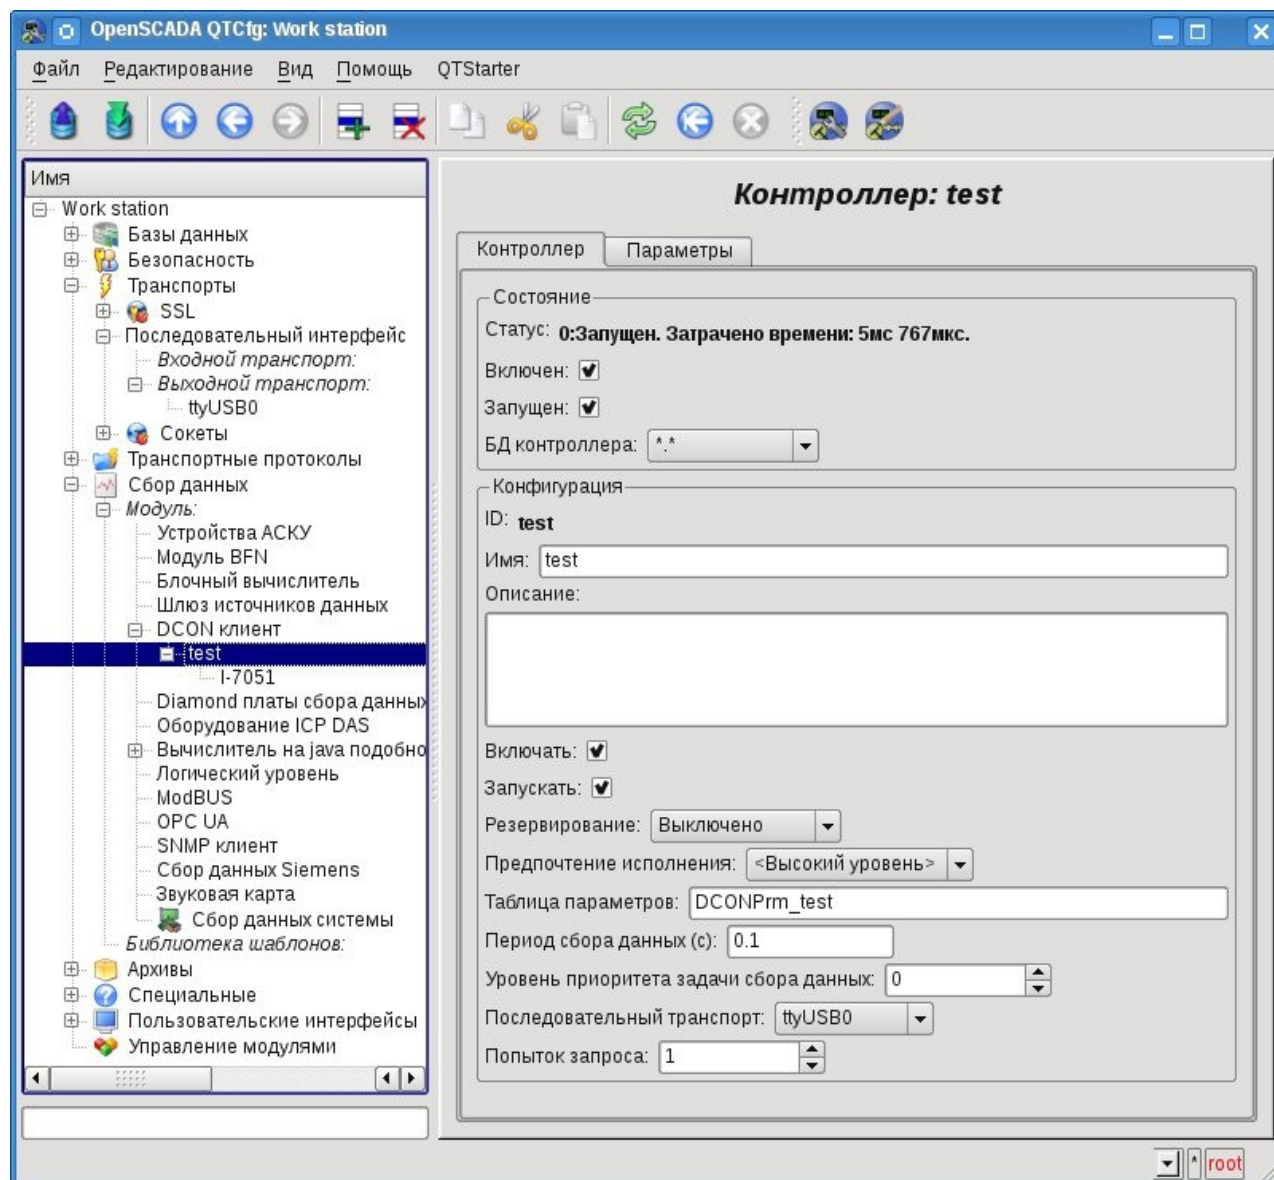 OpenSCADA QTCfg: Work station
Файл Редактирование Вид Помощь QTStarter
Имя
Work station
Базы данных
Безопасность
Транспорты
SSL
Последовательный интерфейс
Входной транспорт:
Выходной транспорт:
ttyUSB0
Сокеты
Транспортные протоколы
Сбор данных
Модуль:
Устройства АСКУ
Модуль BFN
Блочный вычислитель
Шлюз источников данных
DCON клиент
test
I-7051
Diamond платы сбора данных
Оборудование ICP DAS
Вычислитель на java подобно
Логический уровень
ModBUS
OPC UA
SNMP клиент
Сбор данных Siemens
Звуковая карта
Сбор данных системы
Библиотека шаблонов:
Архивы
Специальные
Пользовательские интерфейсы
Управление модулями
Контроллер: test
Контроллер Параметры
Состояние
Статус: 0:Запущен. Затрачено времени: 5мс 767мкс.
Включен:
Запущен:
БД контроллера: *.*
Конфигурация
ID: test
Имя: test
Описание:
Включать:
Запускать:
Резервирование: Выключено
Предпочтение исполнения: <Высокий уровень>
Таблица параметров: DCONPrm_test
Период сбора данных (с): 0.1
Уровень приоритета задачи сбора данных: 0
Последовательный транспорт: ttyUSB0
Попыток запроса: 1
* root